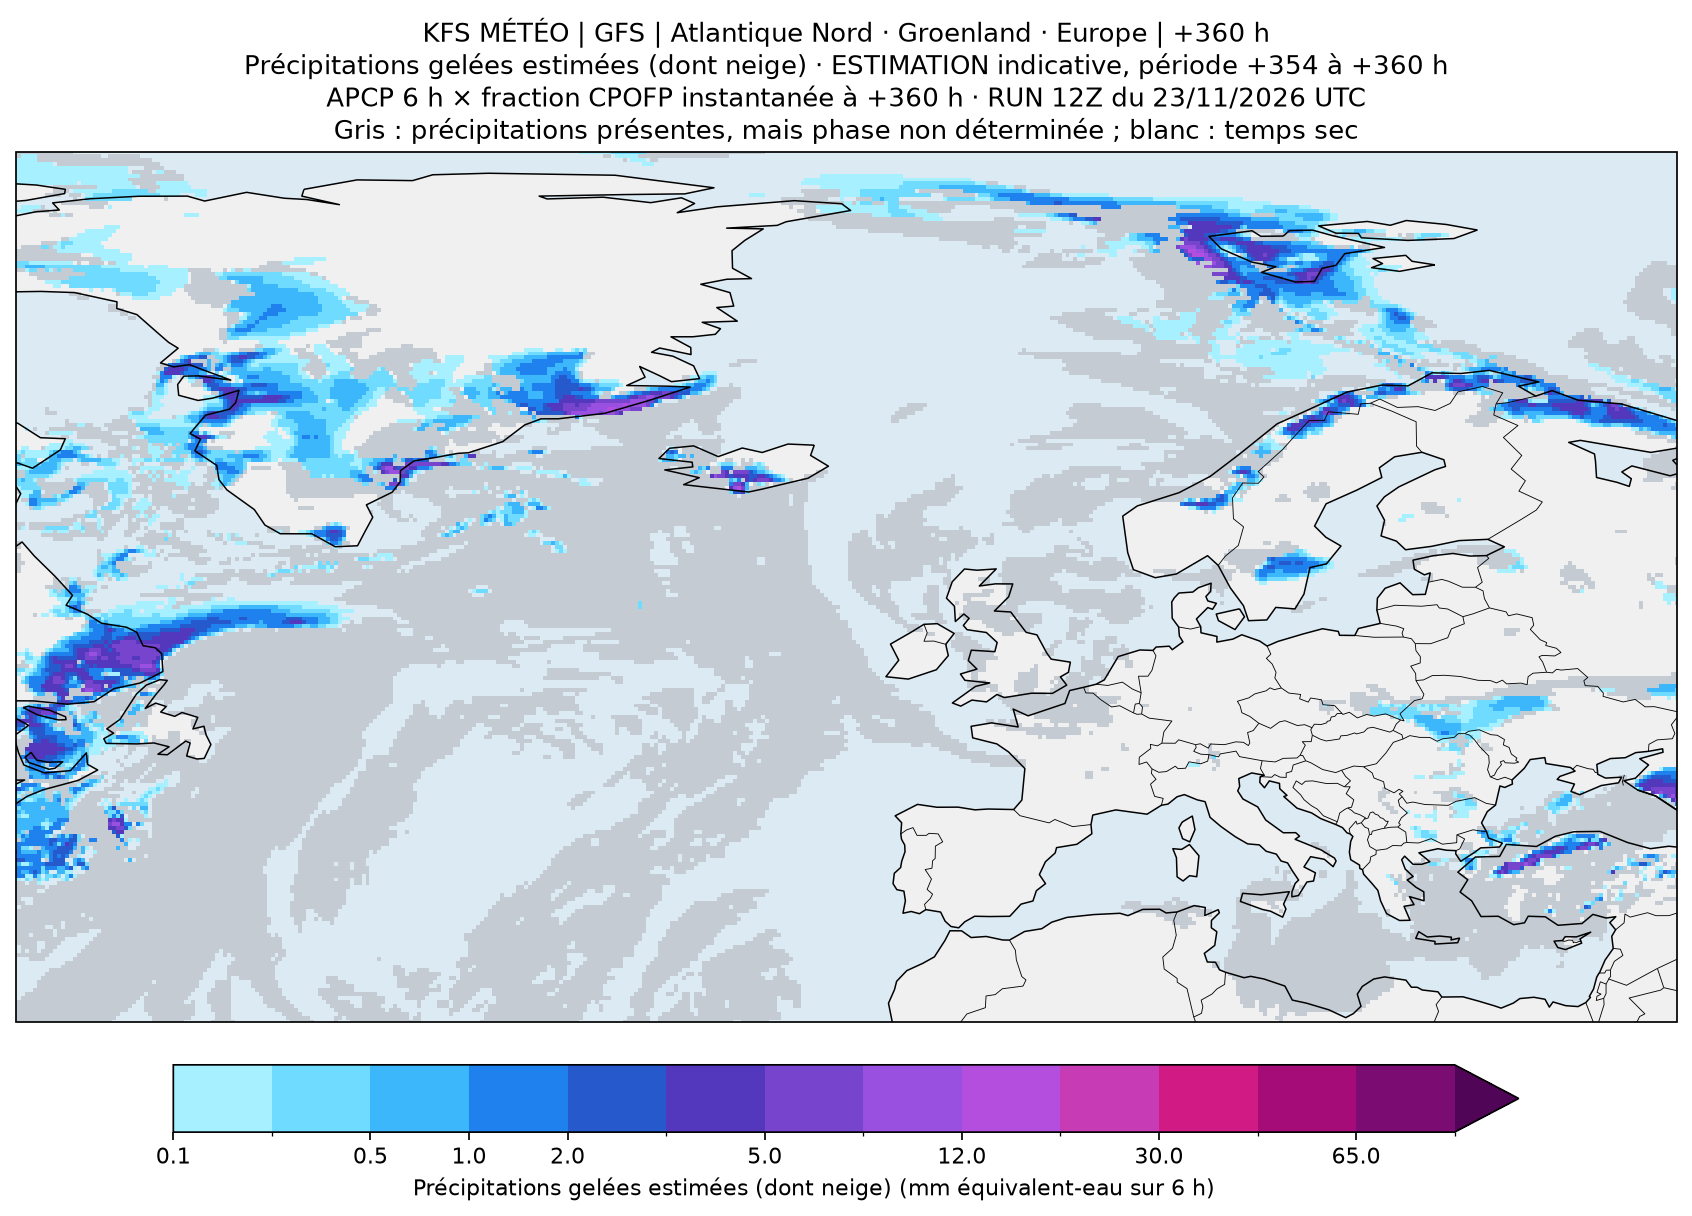 KFS MÉTÉO | GFS | Atlantique Nord · Groenland · Europe | +360 h
Précipitations gelées estimées (dont neige) · ESTIMATION indicative, période +354 à +360 h
APCP 6 h × fraction CPOFP instantanée à +360 h · RUN 12Z du 23/11/2026 UTC
Gris : précipitations présentes, mais phase non déterminée ; blanc : temps sec
0.1 0.5 1.0 2.0 5.0 12.0 30.0 65.0
Précipitations gelées estimées (dont neige) (mm équivalent-eau sur 6 h)